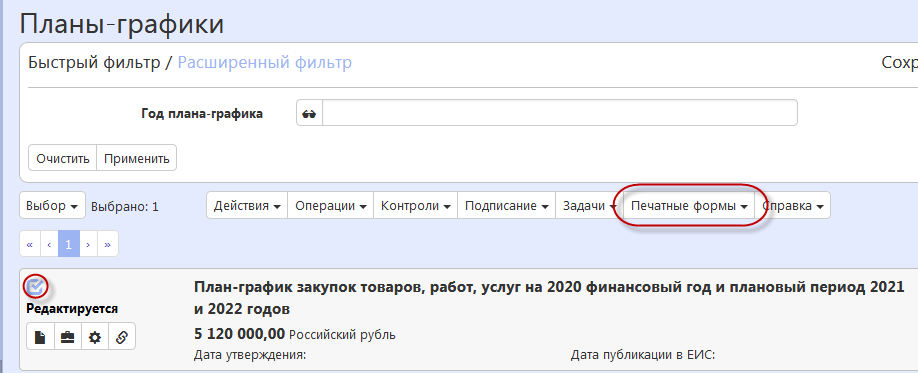 Планы-графики
Быстрый фильтр / Расширенный фильтр Сохр
Год плана-графика
Очистить Применить
Выбор Выбрано: 1 Действия Операции Контроли Подписание Задачи Печатные формы Справка
« ‹ 1 › »
План-график закупок товаров, работ, услуг на 2020 финансовый год и плановый период 2021
и 2022 годов
Редактируется
5 120 000,00 Российский рубль
Дата утверждения: Дата публикации в ЕИС: